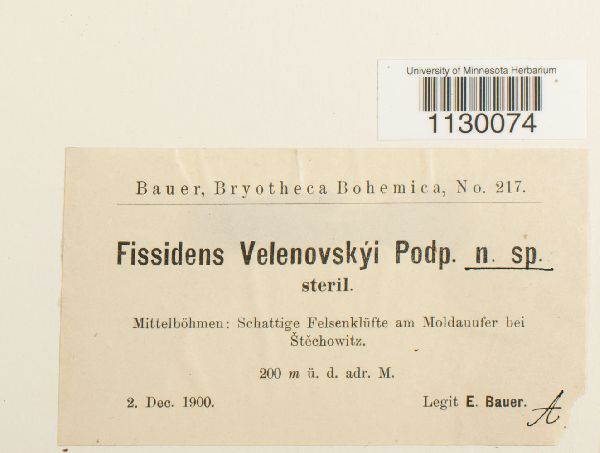 University of Minnesota Herbarium
1130074
Bauer, Bryotheca Bohemica, No. 217.
Fissidens Velenovskýi Podp. n. sp.
steril.
Mittelböhmen: Schattige Felsenklüfte am Moldauufer bei
Štěchowitz.
200 m ü. d. adr. M.
2. Dec. 1900.
Legit E. Bauer.
A